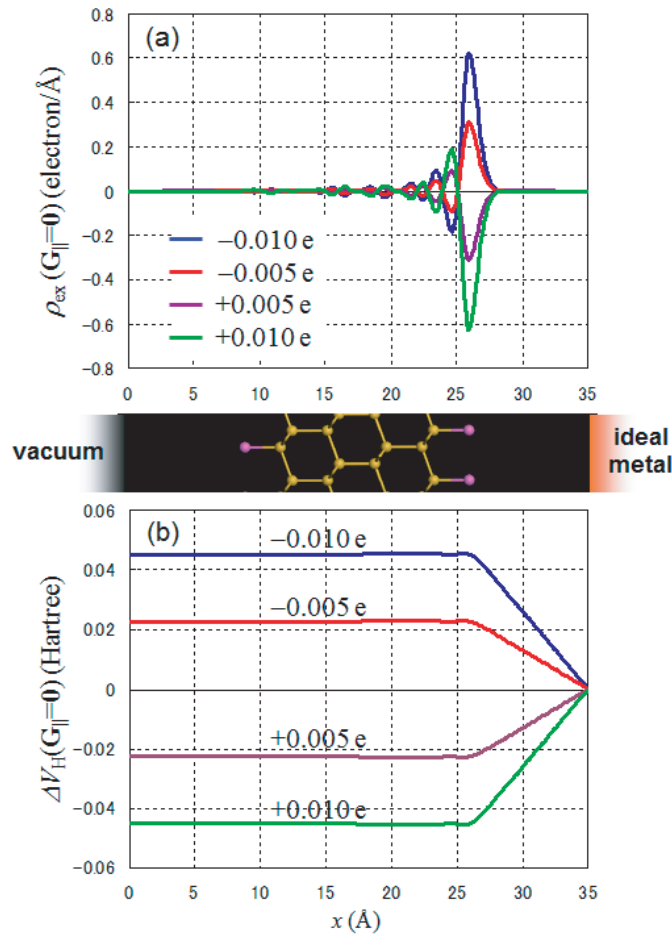 (a)
0.8
0.6
0.4
0.2
0
−0.2
−0.4
−0.6
−0.8
ρex (G∥=0) (electron/Å)
−0.010 e
−0.005 e
+0.005 e
+0.010 e
0 5 10 15 20 25 30 35
vacuum
ideal
metal
(b)
0.06
0.04
0.02
0
−0.02
−0.04
−0.06
ΔVH(G∥=0) (Hartree)
−0.010 e
−0.005 e
+0.005 e
+0.010 e
0 5 10 15 20 25 30 35
x (Å)